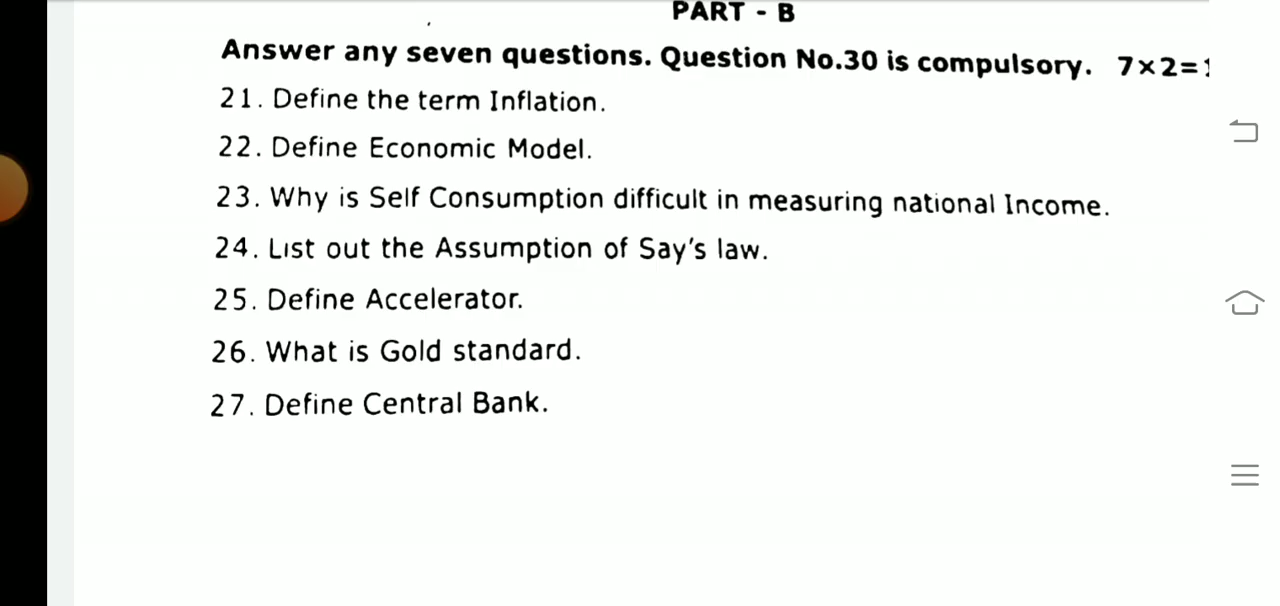 PART - B
Answer any seven questions. Question No.30 is compulsory. 7×2=
21. Define the term Inflation.
22. Define Economic Model.
23. Why is Self Consumption difficult in measuring national Income.
24. List out the Assumption of Say's law.
25. Define Accelerator.
26. What is Gold standard.
27. Define Central Bank.